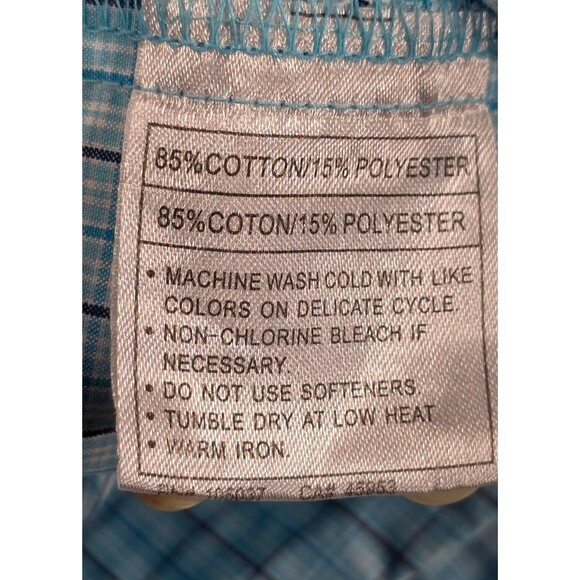 85%COTTON/15% POLYESTER
85%COTON/15% POLYESTER
• MACHINE WASH COLD WITH LIKE
COLORS ON DELICATE CYCLE.
• NON-CHLORINE BLEACH IF
NECESSARY.
• DO NOT USE SOFTENERS
• TUMBLE DRY AT LOW HEAT
• WARM IRON.
CA#